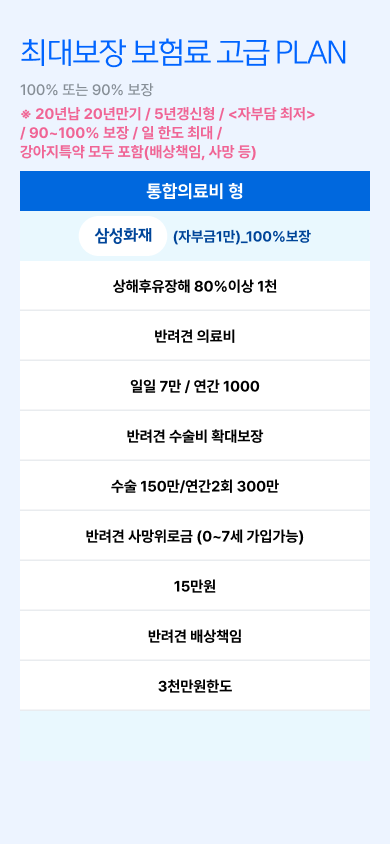 최대보장 보험료 고급 PLAN
100% 또는 90% 보장
※ 20년납 20년만기 / 5년갱신형 / <자부담 최저>
/ 90~100% 보장 / 일 한도 최대 /
강아지특약 모두 포함(배상책임, 사망 등)
통합의료비 형
삼성화재 (자부금1만)_100%보장
상해후유장해 80%이상 1천
반려견 의료비
일일 7만 / 연간 1000
반려견 수술비 확대보장
수술 150만/연간2회 300만
반려견 사망위로금 (0~7세 가입가능)
15만원
반려견 배상책임
3천만원한도